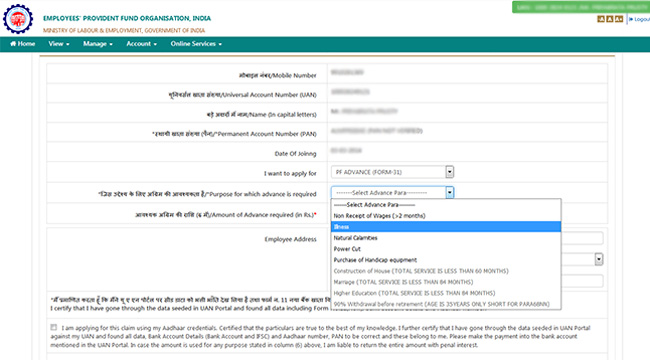 EMPLOYEES' PROVIDENT FUND ORGANISATION, INDIA
MINISTRY OF LABOUR & EMPLOYMENT, GOVERNMENT OF INDIA
A- A A+ Logout
Home View Manage Account Online Services
मोबाइल नंबर/Mobile Number
यूनिवर्सल खाता संख्या/Universal Account Number (UAN)
बड़े अक्षरों में नाम/Name (In capital letters)
*स्थायी खाता संख्या (पैन)/*Permanent Account Number (PAN)
Date Of Joinng
I want to apply for PF ADVANCE (FORM-31)
*जिस उद्देश्य के लिए अग्रिम की आवश्यकता है/*Purpose for which advance is required -------Select Advance Para-----------
------Select Advance Para----------
Non Receipt of Wages (>2 months)
आवश्यक अग्रिम की राशि (रु में)/Amount of Advance required (in Rs.)*
Illness
Employee Address
Natural Calamities
Power Cut
Purchase of Handicap equipment
Construction of House (TOTAL SERVICE IS LESS THAN 60 MONTHS)
Marriage (TOTAL SERVICE IS LESS THAN 84 MONTHS)
Higher Education (TOTAL SERVICE IS LESS THAN 84 MONTHS)
90% Withdrawal before retirement (AGE IS 35YEARS ONLY SHORT FOR PARA68NN)
*मैं प्रमाणित करता हूँ कि मैंने यू ए एन पोर्टल पर सीड डाटा को भली भाँति देख लिया है तथा फार्म न. 11 नया बैंक खाता
I certify that I have gone through the data seeded in UAN Portal and found all data including Form
I am applying for this claim using my Aadhaar credentials. Certified that the particulars are true to the best of my knowledge. I further certify that I have gone through the data seeded in UAN Portal
against my UAN and found all data, Bank Account Details (Bank Account and IFSC) and Aadhaar number, PAN to be correct and these belong to me. Please make the payment into the bank account
mentioned in the UAN Portal. In case the amount is used for any purpose stated in column (6) above, I am liable to return the entire amount with penal interest.